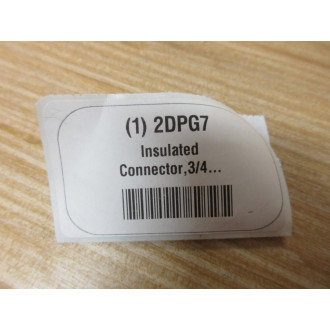 (1) 2DPG7
Insulated
Connector,3/4...